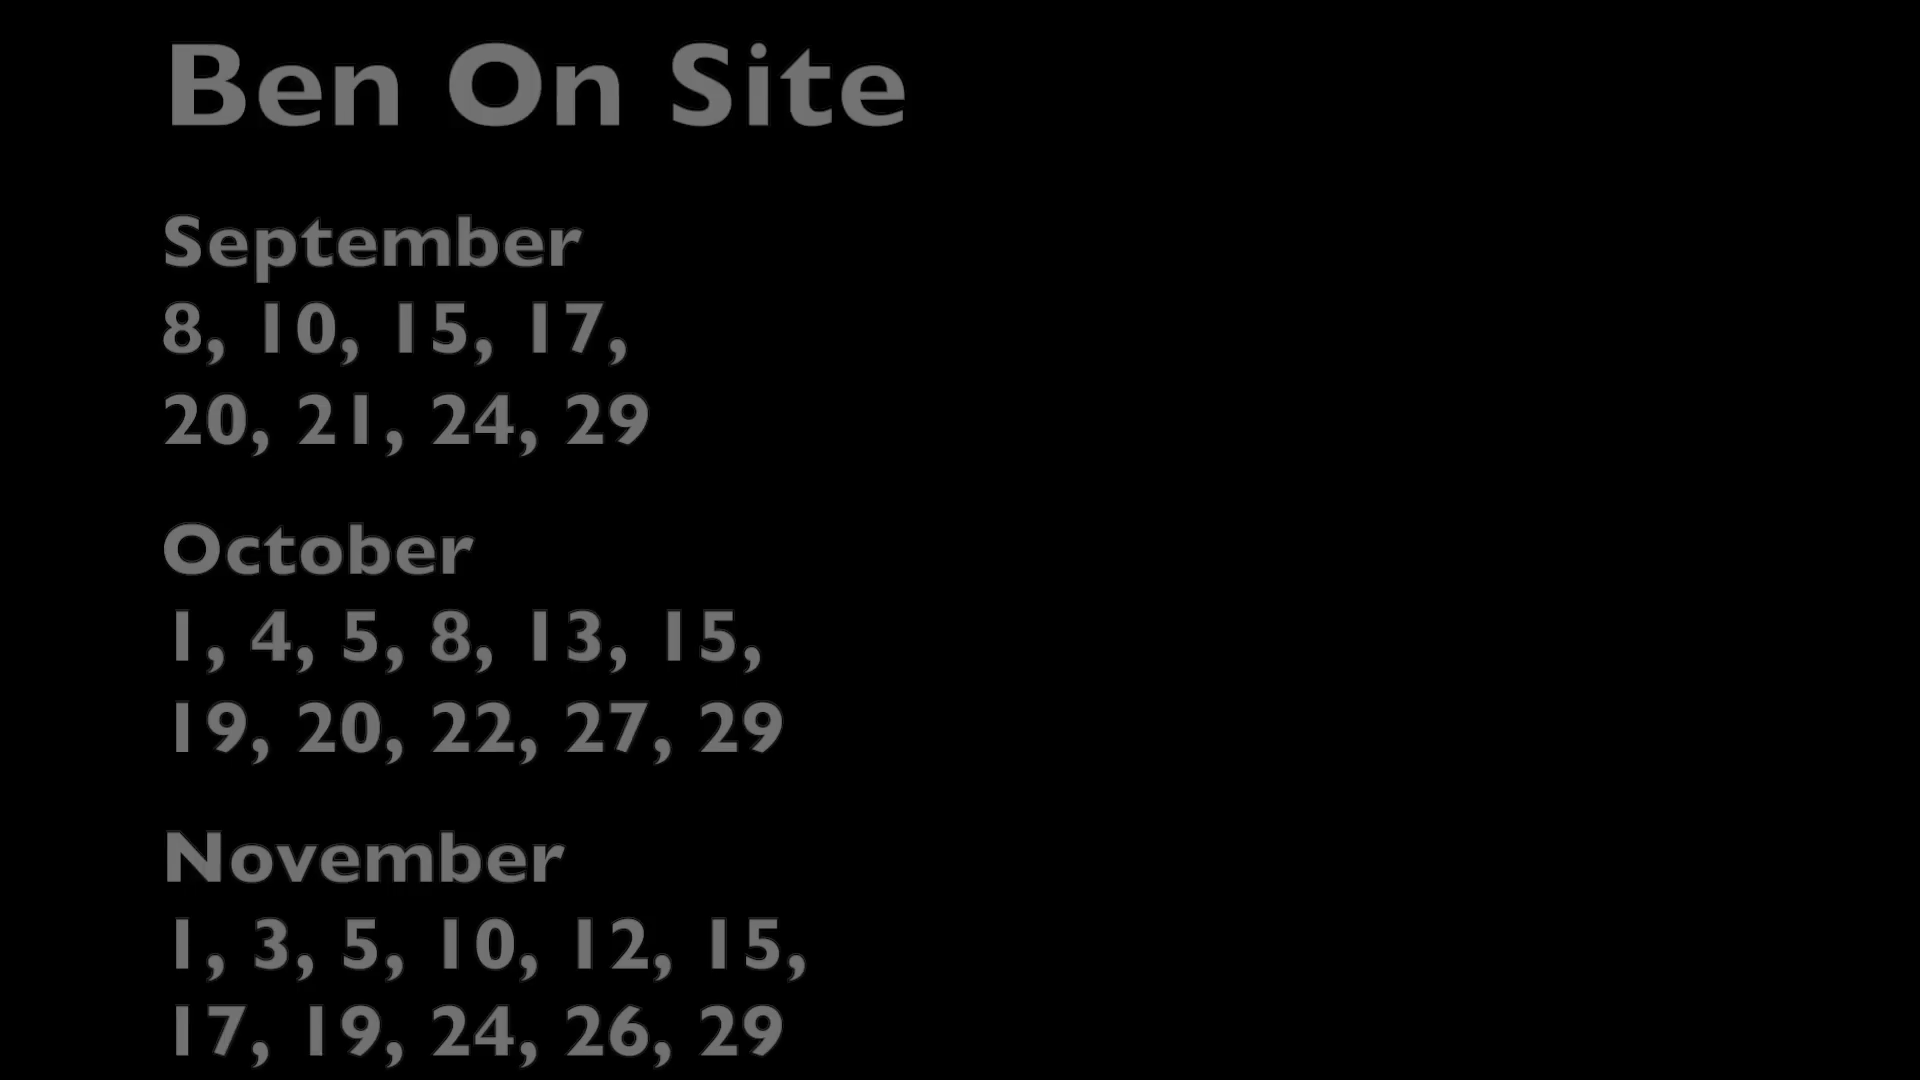 Ben On Site
September
8, 10, 15, 17,
20, 21, 24, 29
October
1, 4, 5, 8, 13, 15,
19, 20, 22, 27, 29
November
1, 3, 5, 10, 12, 15,
17, 19, 24, 26, 29